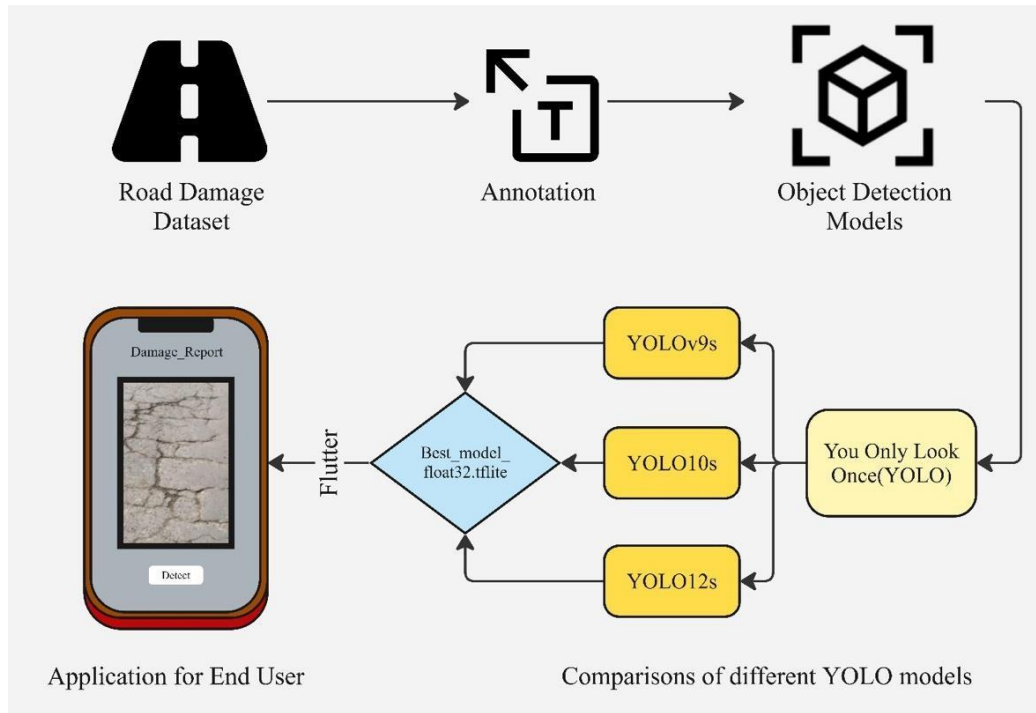 T
Road Damage
Dataset
Annotation
Object Detection
Models
Damage_Report
Detect
Flutter
Best_model_
float32.tflite
YOLOv9s
YOLO10s
YOLO12s
You Only Look
Once(YOLO)
Application for End User
Comparisons of different YOLO models